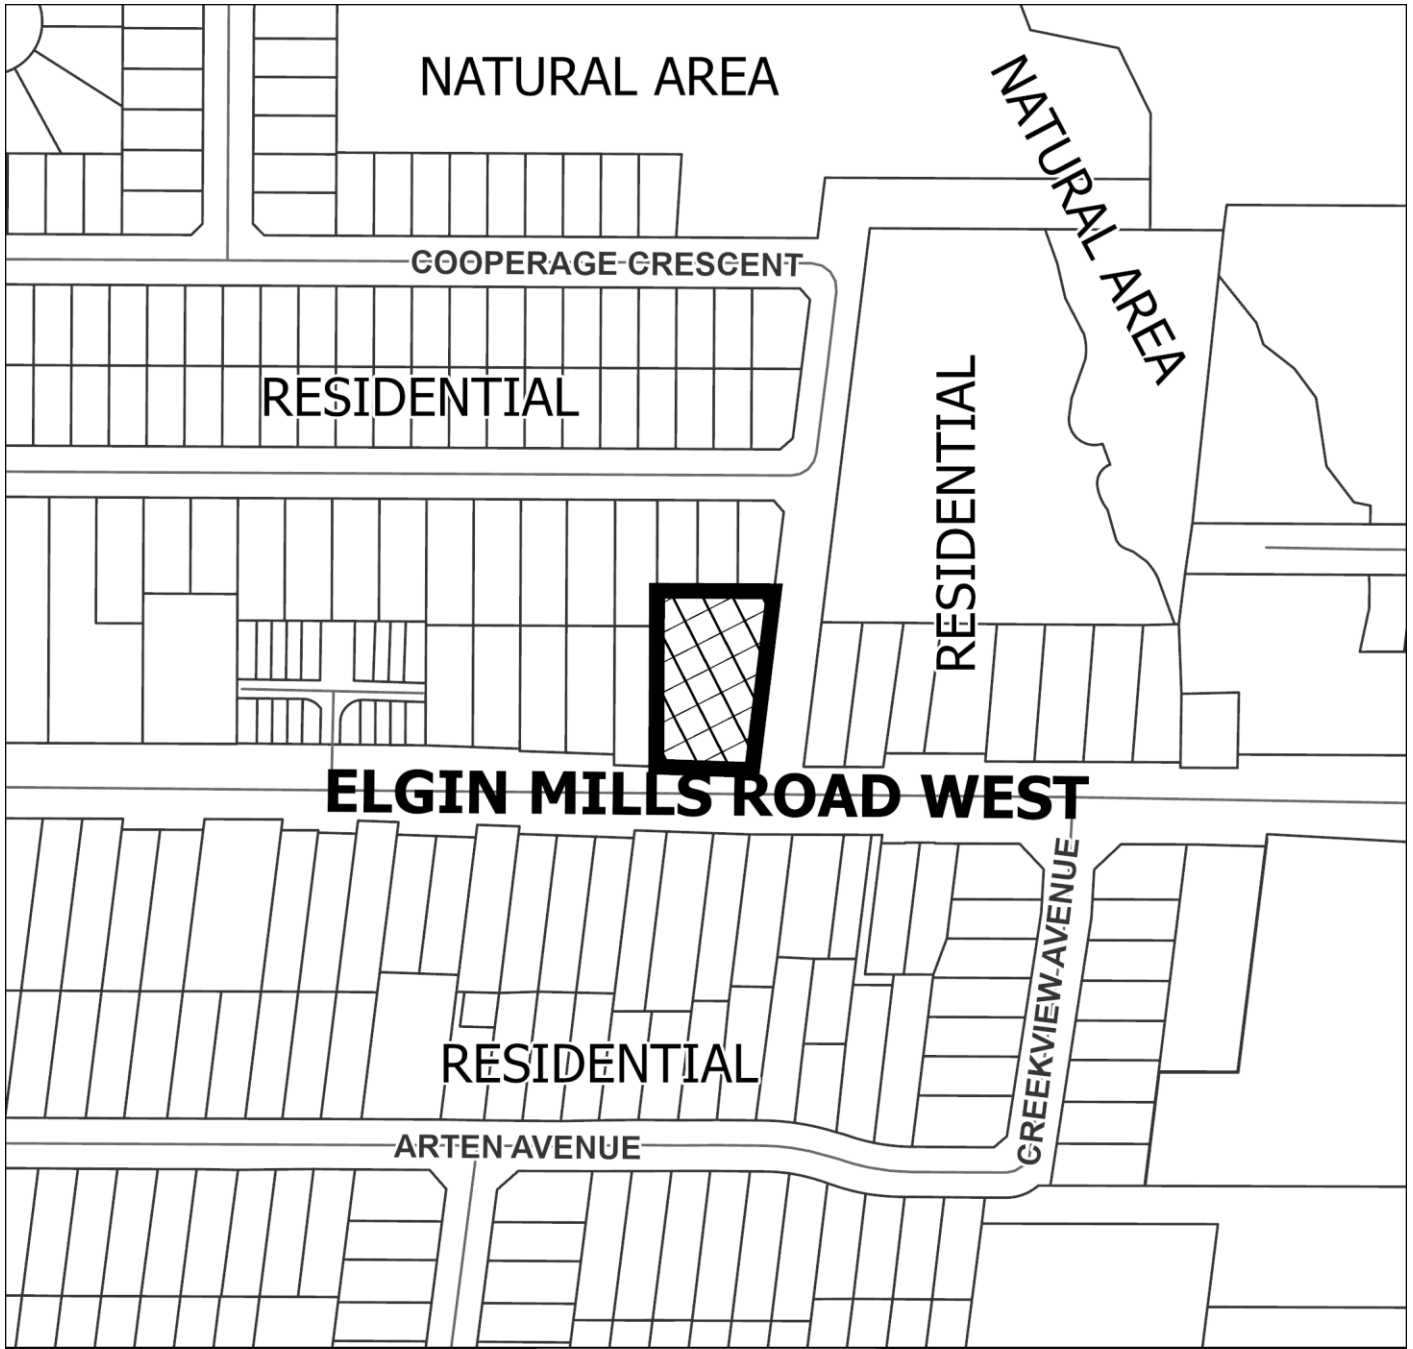 NATURAL AREA
NATURAL AREA
COOPERAGE CRESCENT
RESIDENTIAL
RESIDENTIAL
ELGIN MILLS ROAD WEST
CREEKVIEW AVENUE
RESIDENTIAL
ARTEN AVENUE